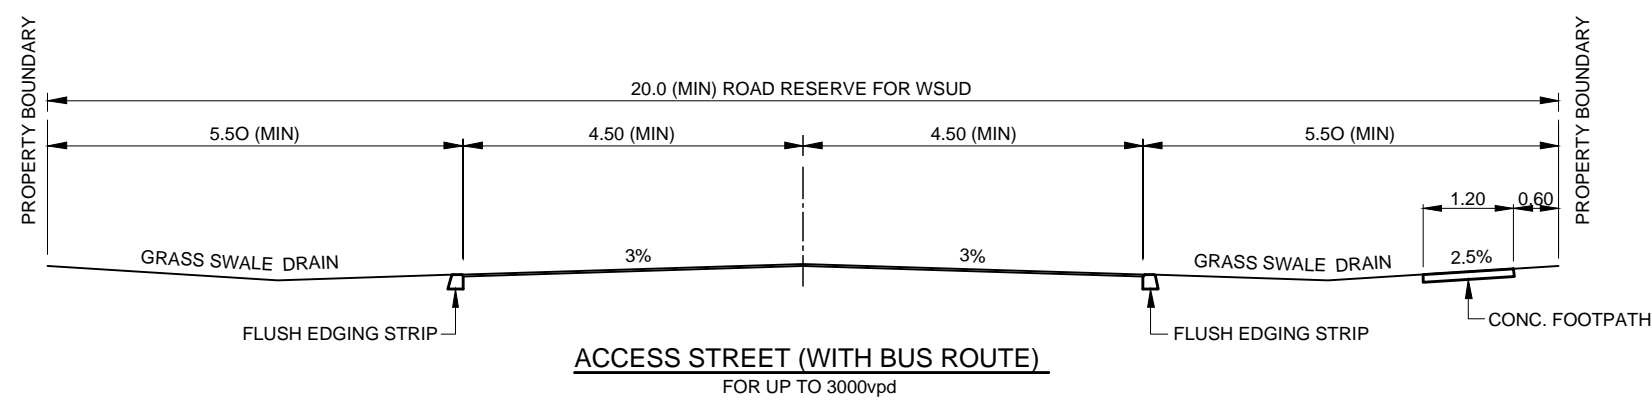 PROPERTY BOUNDARY
PROPERTY BOUNDARY
20.0 (MIN) ROAD RESERVE FOR WSUD
5.5O (MIN)
4.50 (MIN)
4.50 (MIN)
5.5O (MIN)
1.20
0.60
GRASS SWALE DRAIN
3%
3%
GRASS SWALE DRAIN
2.5%
FLUSH EDGING STRIP
FLUSH EDGING STRIP
CONC. FOOTPATH
ACCESS STREET (WITH BUS ROUTE)
FOR UP TO 3000vpd